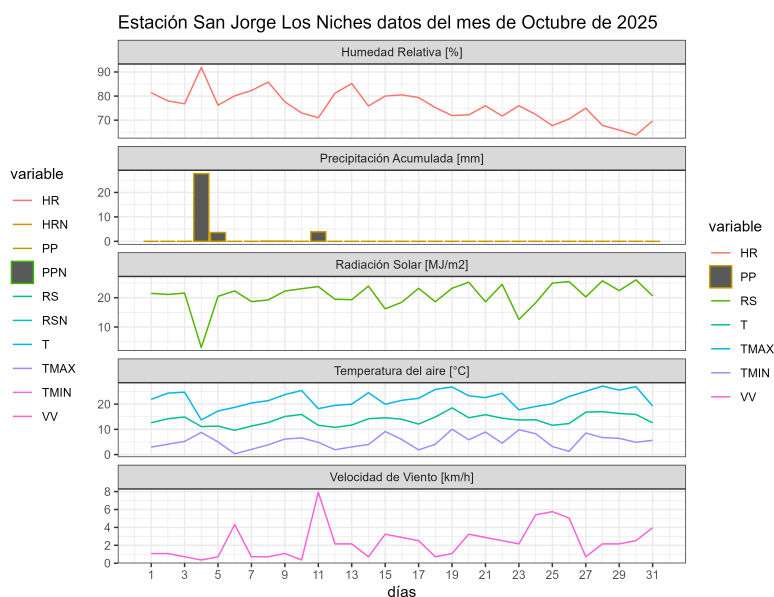 Estación San Jorge Los Niches datos del mes de Octubre de 2025
variable
HR
HRN
PP
PPN
RS
RSN
T
TMAX
TMIN
VV
Humedad Relativa [%]
90
80
70
Precipitación Acumulada [mm]
20
10
0
Radiación Solar [MJ/m2]
20
10
Temperatura del aire [°C]
20
10
0
Velocidad de Viento [km/h]
8
6
4
2
0
1 3 5 7 9 11 13 15 17 19 21 23 25 27 29 31
días
variable
HR
PP
RS
T
TMAX
TMIN
VV